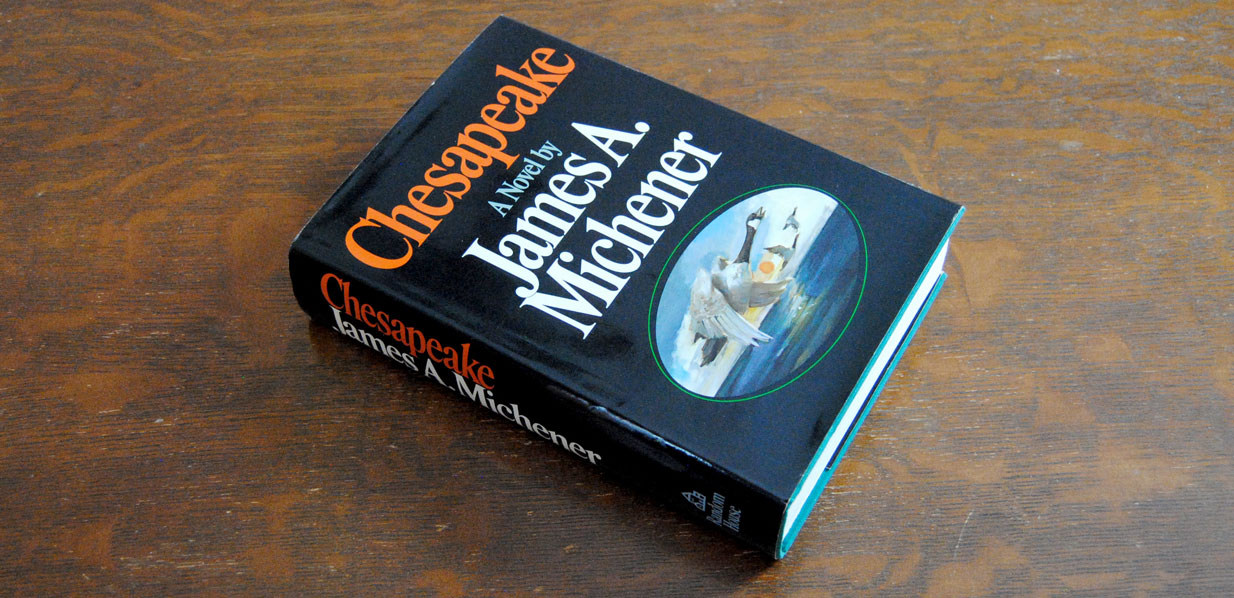 Chesapeake
A Novel by
James A.
Michener
Chesapeake
James A. Michener
Random
House